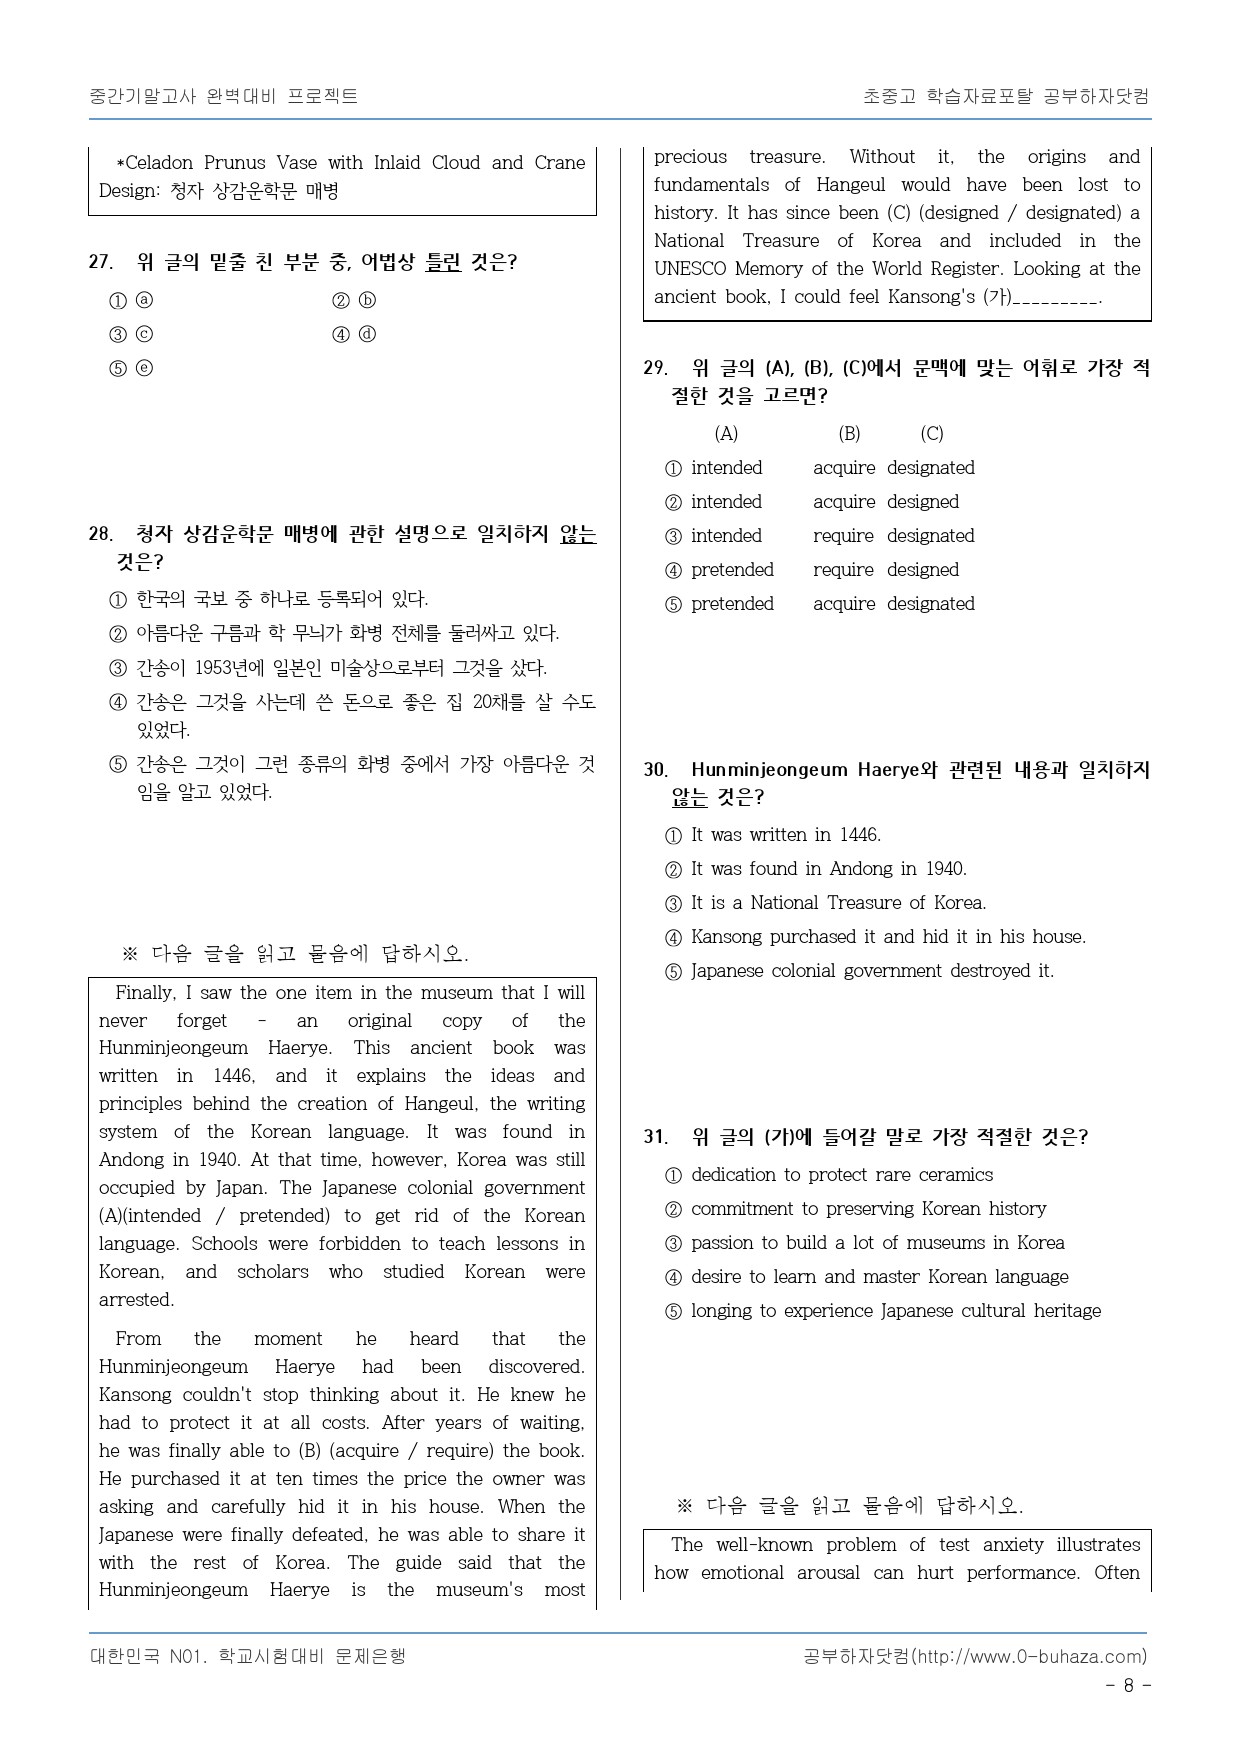 중간기말고사 완벽대비 프로젝트
초중고 학습자료포탈 공부하자닷컴
*Celadon Prunus Vase with Inlaid Cloud and Crane
Design: 청자 상감운학문 매병
27. 위 글의 밑줄 친 부분 중, 어법상 틀린 것은?
① ⓐ ② ⓑ
③ ⓒ ④ ⓓ
⑤ ⓔ
28. 청자 상감운학문 매병에 관한 설명으로 일치하지 않는
것은?
① 한국의 국보 중 하나로 등록되어 있다.
② 아름다운 구름과 학 무늬가 화병 전체를 둘러싸고 있다.
③ 간송이 1953년에 일본인 미술상으로부터 그것을 샀다.
④ 간송은 그것을 사는데 쓴 돈으로 좋은 집 20채를 살 수도
있었다.
⑤ 간송은 그것이 그런 종류의 화병 중에서 가장 아름다운 것
임을 알고 있었다.
※ 다음 글을 읽고 물음에 답하시오.
Finally, I saw the one item in the museum that I will
never forget - an original copy of the
Hunminjeongeum Haerye. This ancient book was
written in 1446, and it explains the ideas and
principles behind the creation of Hangeul, the writing
system of the Korean language. It was found in
Andong in 1940. At that time, however, Korea was still
occupied by Japan. The Japanese colonial government
(A)(intended / pretended) to get rid of the Korean
language. Schools were forbidden to teach lessons in
Korean, and scholars who studied Korean were
arrested.
From the moment he heard that the
Hunminjeongeum Haerye had been discovered.
Kansong couldn't stop thinking about it. He knew he
had to protect it at all costs. After years of waiting,
he was finally able to (B) (acquire / require) the book.
He purchased it at ten times the price the owner was
asking and carefully hid it in his house. When the
Japanese were finally defeated, he was able to share it
with the rest of Korea. The guide said that the
Hunminjeongeum Haerye is the museum's most
precious treasure. Without it, the origins and
fundamentals of Hangeul would have been lost to
history. It has since been (C) (designed / designated) a
National Treasure of Korea and included in the
UNESCO Memory of the World Register. Looking at the
ancient book, I could feel Kansong's (가)_________.
29. 위 글의 (A), (B), (C)에서 문맥에 맞는 어휘로 가장 적
절한 것을 고르면?
(A) (B) (C)
① intended acquire designated
② intended acquire designed
③ intended require designated
④ pretended require designed
⑤ pretended acquire designated
30. Hunminjeongeum Haerye와 관련된 내용과 일치하지
않는 것은?
① It was written in 1446.
② It was found in Andong in 1940.
③ It is a National Treasure of Korea.
④ Kansong purchased it and hid it in his house.
⑤ Japanese colonial government destroyed it.
31. 위 글의 (가)에 들어갈 말로 가장 적절한 것은?
① dedication to protect rare ceramics
② commitment to preserving Korean history
③ passion to build a lot of museums in Korea
④ desire to learn and master Korean language
⑤ longing to experience Japanese cultural heritage
※ 다음 글을 읽고 물음에 답하시오.
The well-known problem of test anxiety illustrates
how emotional arousal can hurt performance. Often
대한민국 N01. 학교시험대비 문제은행
공부하자닷컴(http://www.0-buhaza.com)
- 8 -